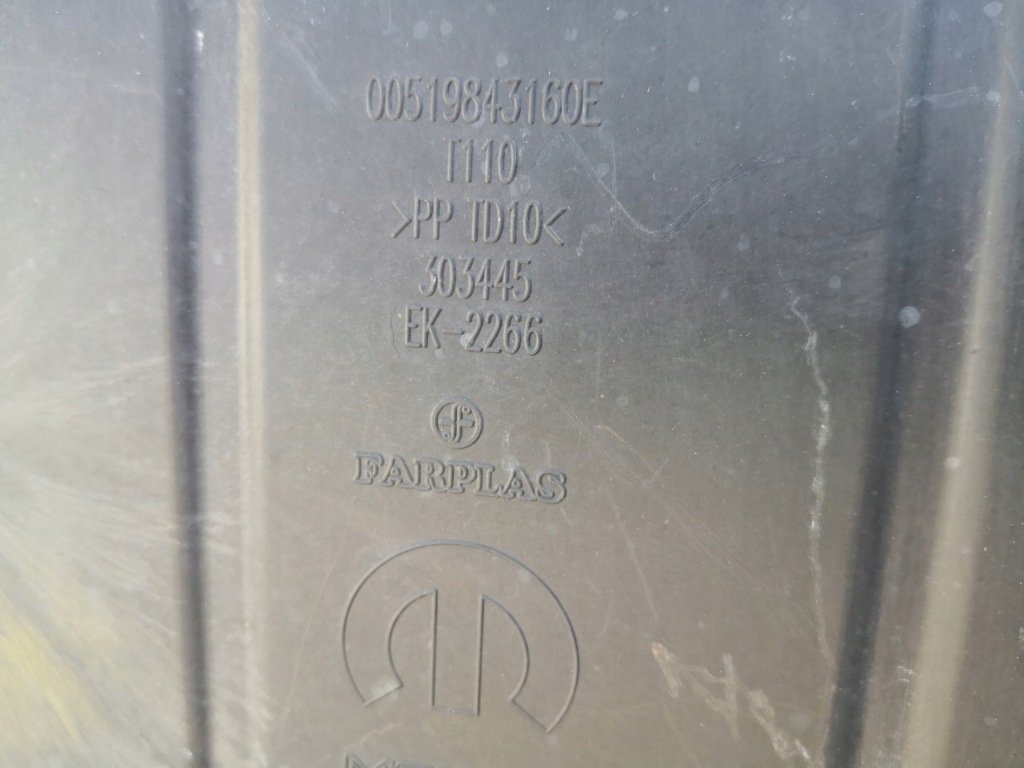 00519843160E
T110
>PP TD10<
303445
EK-2266
FARPLAS